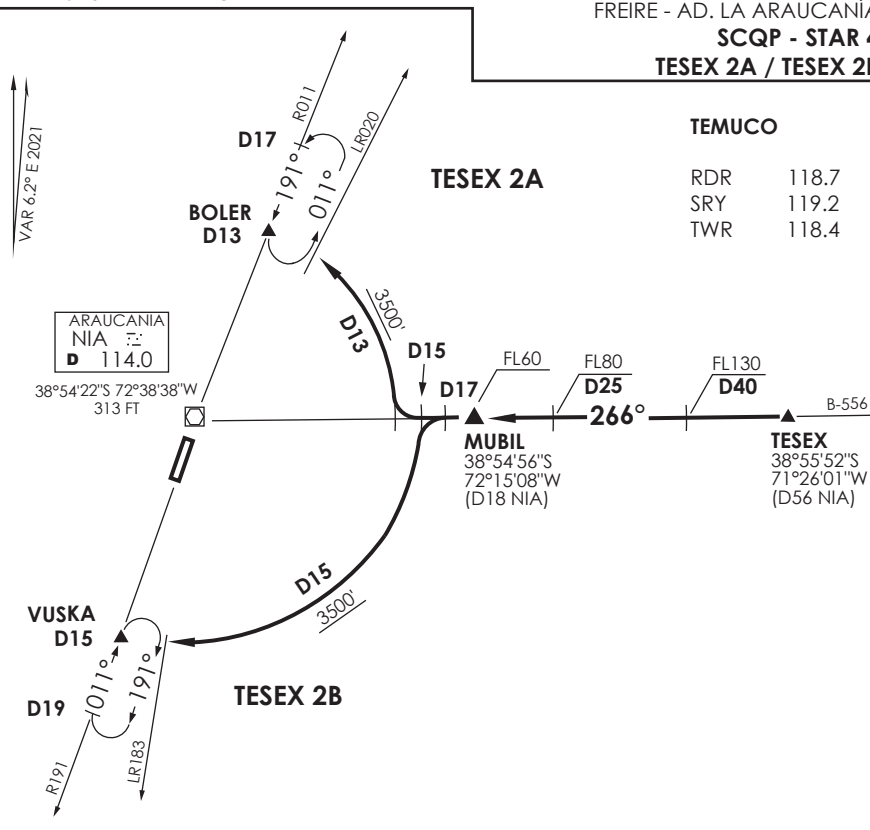 FREIRE - AD. LA ARAUCANÍA
SCQP - STAR 4
TESEX 2A / TESEX 2
VAR 6.2° E 2021
TEMUCO
RDR 118.7
SRY 119.2
TWR 118.4
TESEX 2A
R011
LR020
D17
191°
011°
BOLER
D13
3500'
D13
ARAUCANIA
NIA
D 114.0
38°54'22"S 72°38'38"W
313 FT
D15
D17
FL60
FL80
D25
FL130
D40
266°
B-556
MUBIL
38°54'56"S
72°15'08"W
(D18 NIA)
TESEX
38°55'52"S
71°26'01"W
(D56 NIA)
D15
3500'
VUSKA
D15
011°
191°
D19
R191
LR183
TESEX 2B